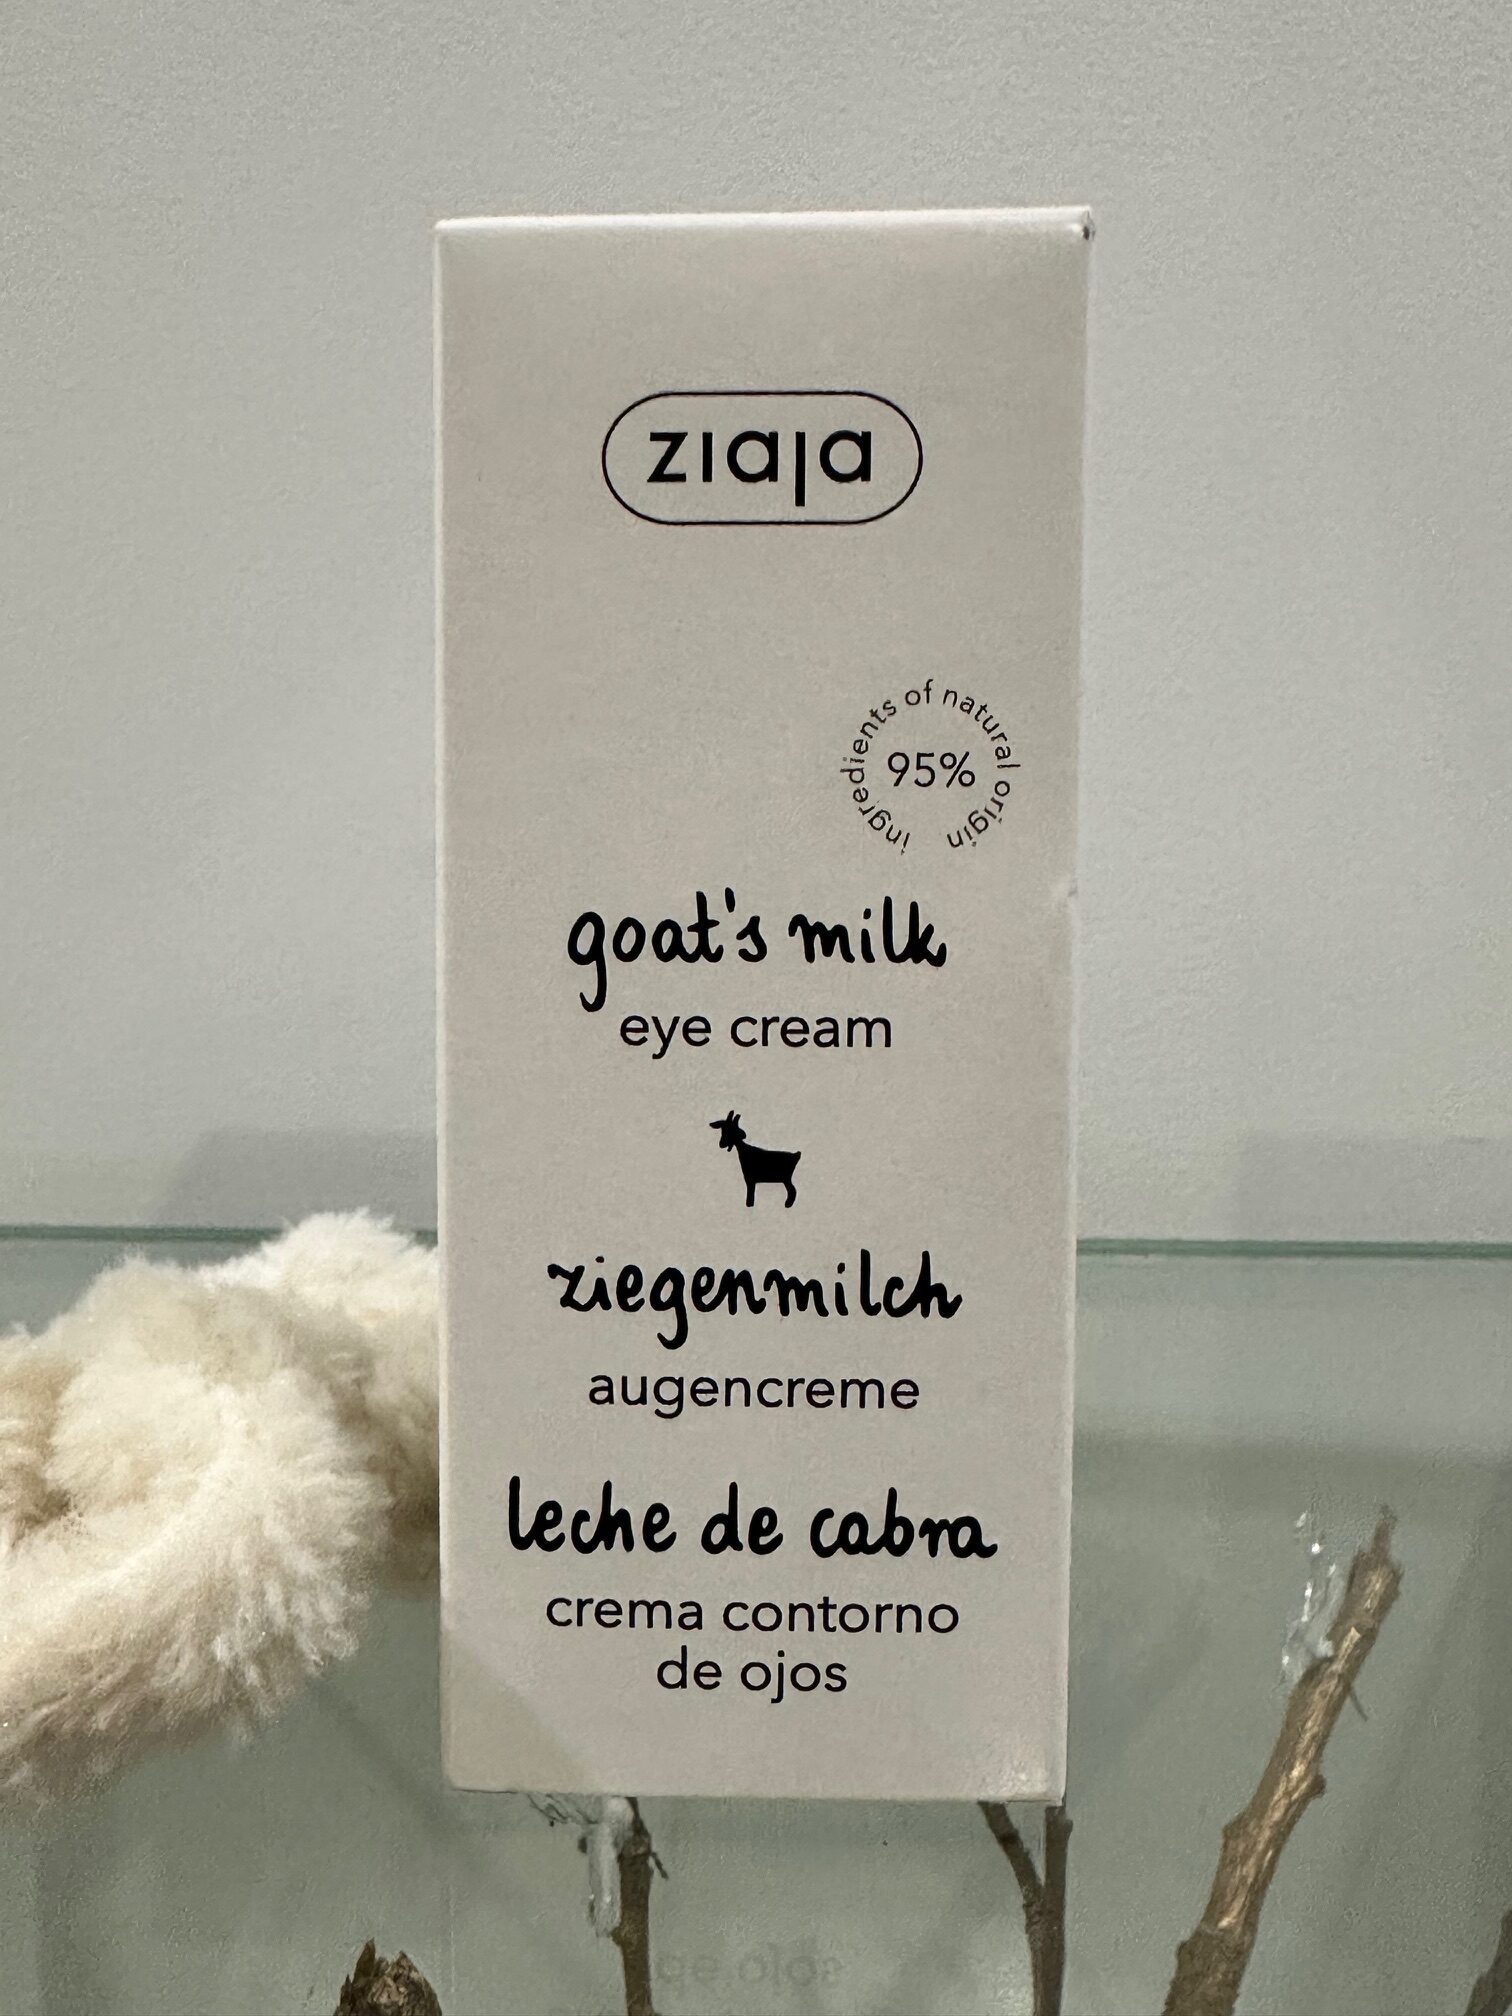 ziaja
ingredients of natural origin
95%
goat's milk
eye cream
ziegenmilch
augencreme
leche de cabra
crema contorno
de ojos